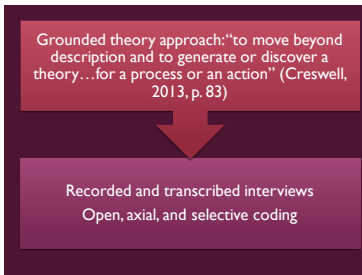 Grounded theory approach:“to move beyond
description and to generate or discover a
theory…for a process or an action” (Creswell,
2013, p. 83)
Recorded and transcribed interviews
Open, axial, and selective coding